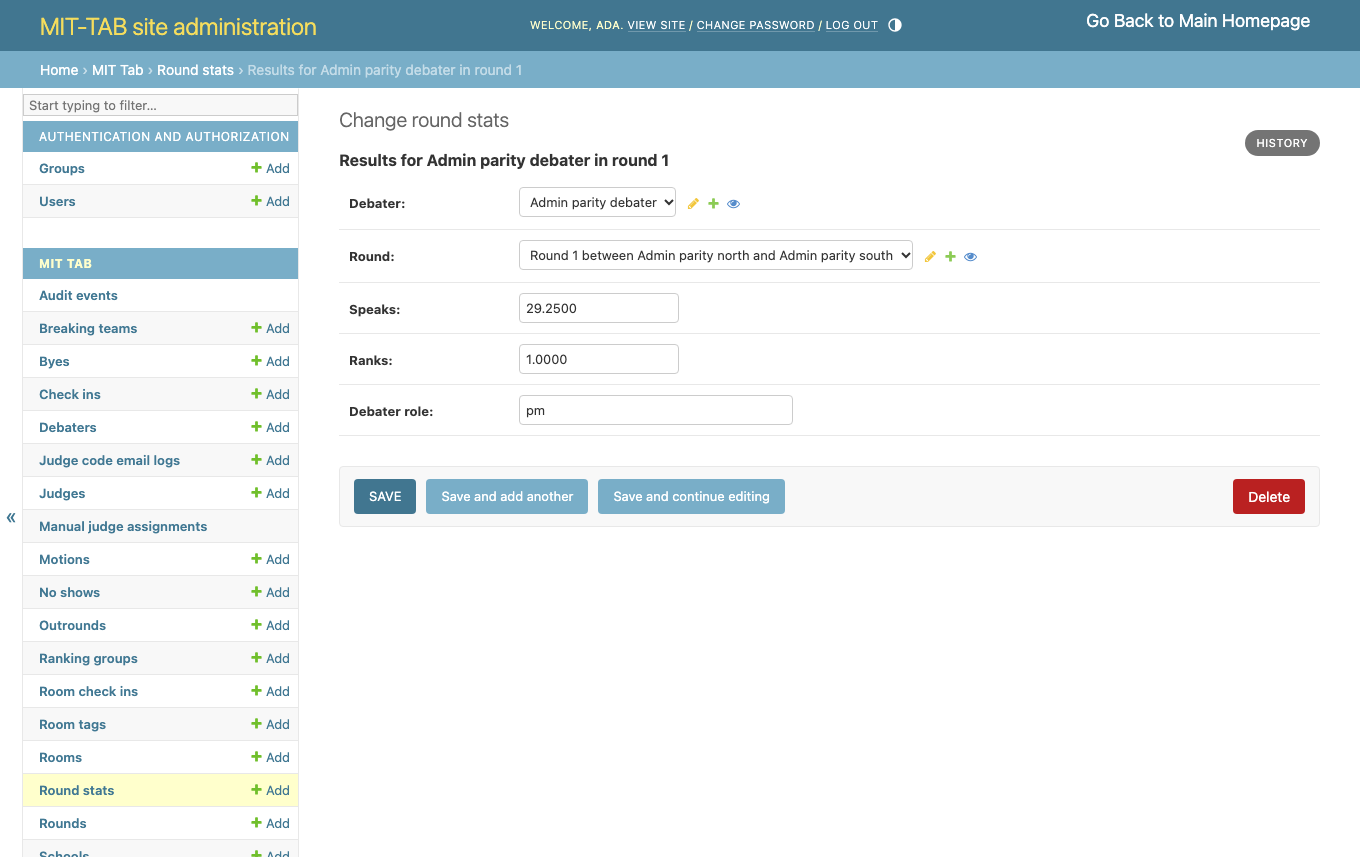 MIT-TAB site administration
WELCOME, ADA. VIEW SITE / CHANGE PASSWORD / LOG OUT
Go Back to Main Homepage
Home › MIT Tab › Round stats › Results for Admin parity debater in round 1
Start typing to filter...
AUTHENTICATION AND AUTHORIZATION
Groups Add
Users Add
MIT TAB
Audit events
Breaking teams Add
Byes Add
Check ins Add
Debaters Add
Judge code email logs Add
Judges Add
Manual judge assignments
Motions Add
No shows Add
Outrounds Add
Ranking groups Add
Room check ins Add
Room tags Add
Rooms Add
Round stats Add
Rounds Add
Schools Add
«
Change round stats
HISTORY
Results for Admin parity debater in round 1
Debater: Admin parity debater
Round: Round 1 between Admin parity north and Admin parity south
Speaks: 29.2500
Ranks: 1.0000
Debater role: pm
SAVE Save and add another Save and continue editing Delete